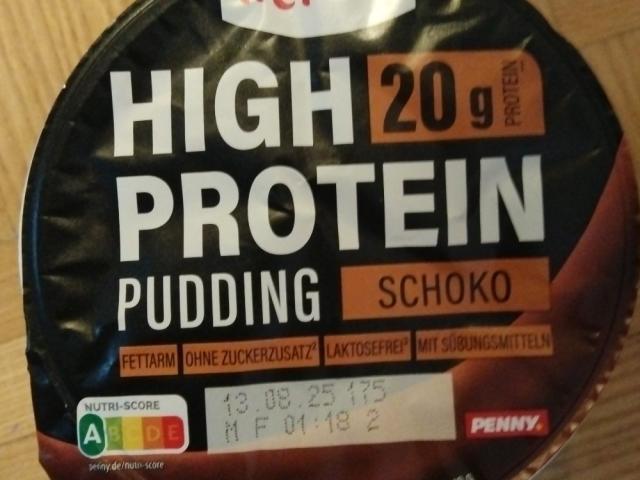 HIGH 20 g PROTEIN
PROTEIN
PUDDING SCHOKO
FETTARM OHNE ZUCKERZUSATZ² LAKTOSEFREI³ MIT SÜßUNGSMITTELN
NUTRI-SCORE
A B C D E
13.08.25 175
M F 01:18 2
PENNY.
penny.de/nutri-score